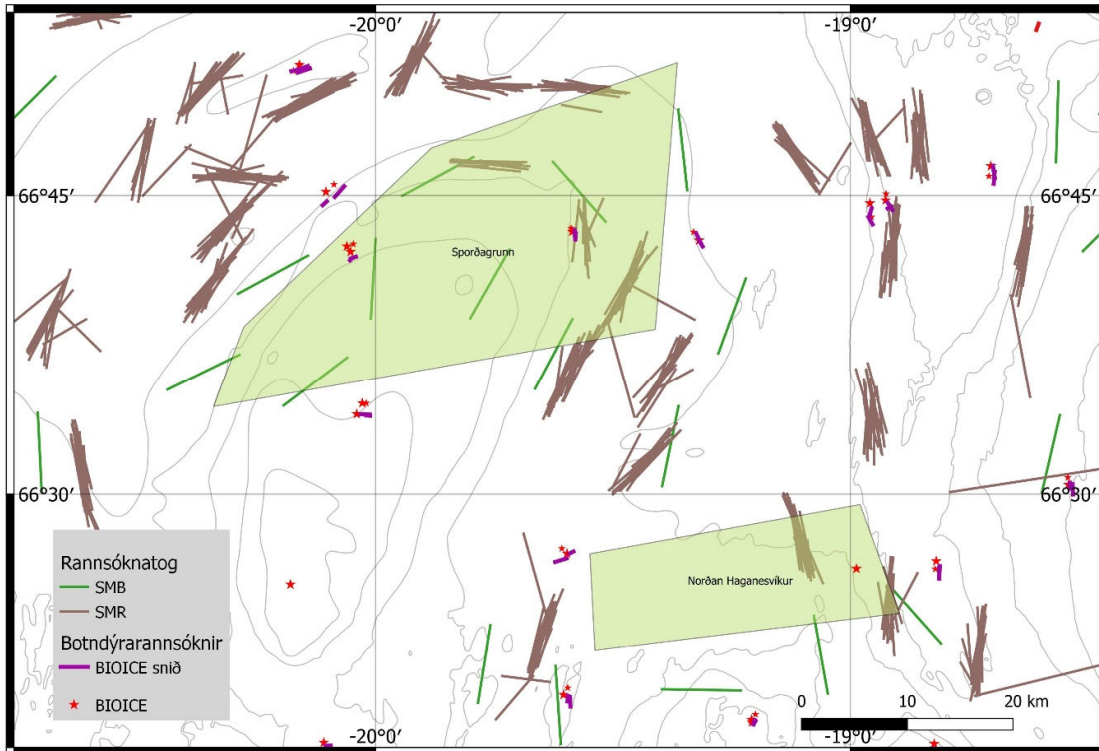 -20°0′ -19°0′
66°45′ 66°45′
Sporðagrunn
66°30′ 66°30′
Rannsóknatog
SMB
SMR
Botndýrarannsóknir
BIOICE snið
BIOICE
Norðan Haganesvíkur
0 10 20 km
-20°0′ -19°0′